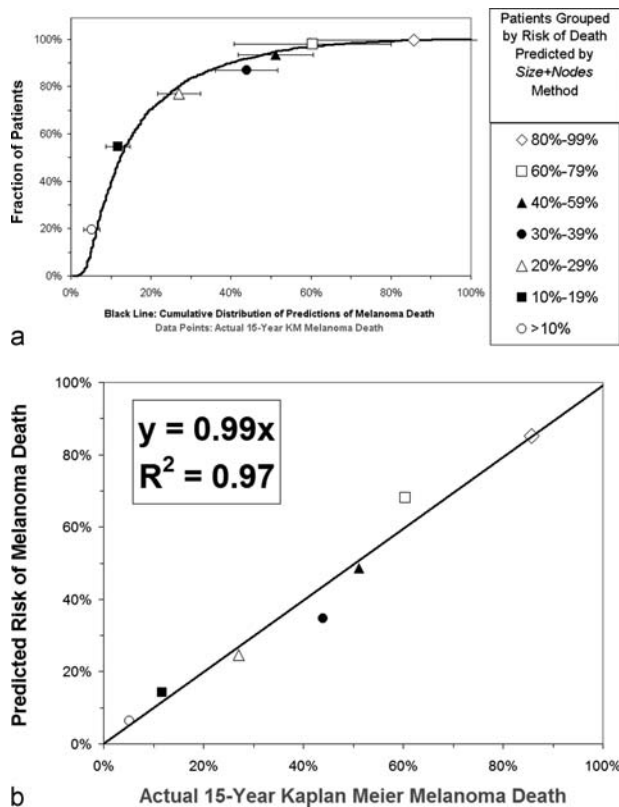 100%
80%
60%
40%
20%
0%
Fraction of Patients
0% 20% 40% 60% 80% 100%
Black Line: Cumulative Distribution of Predictions of Melanoma Death
Data Points: Actual 15-Year KM Melanoma Death
a
Patients Grouped
by Risk of Death
Predicted by
Size+Nodes
Method
80%-99%
60%-79%
40%-59%
30%-39%
20%-29%
10%-19%
>10%
100%
80%
60%
40%
20%
0%
Predicted Risk of Melanoma Death
y = 0.99x
R² = 0.97
0% 20% 40% 60% 80% 100%
b
Actual 15-Year Kaplan Meier Melanoma Death